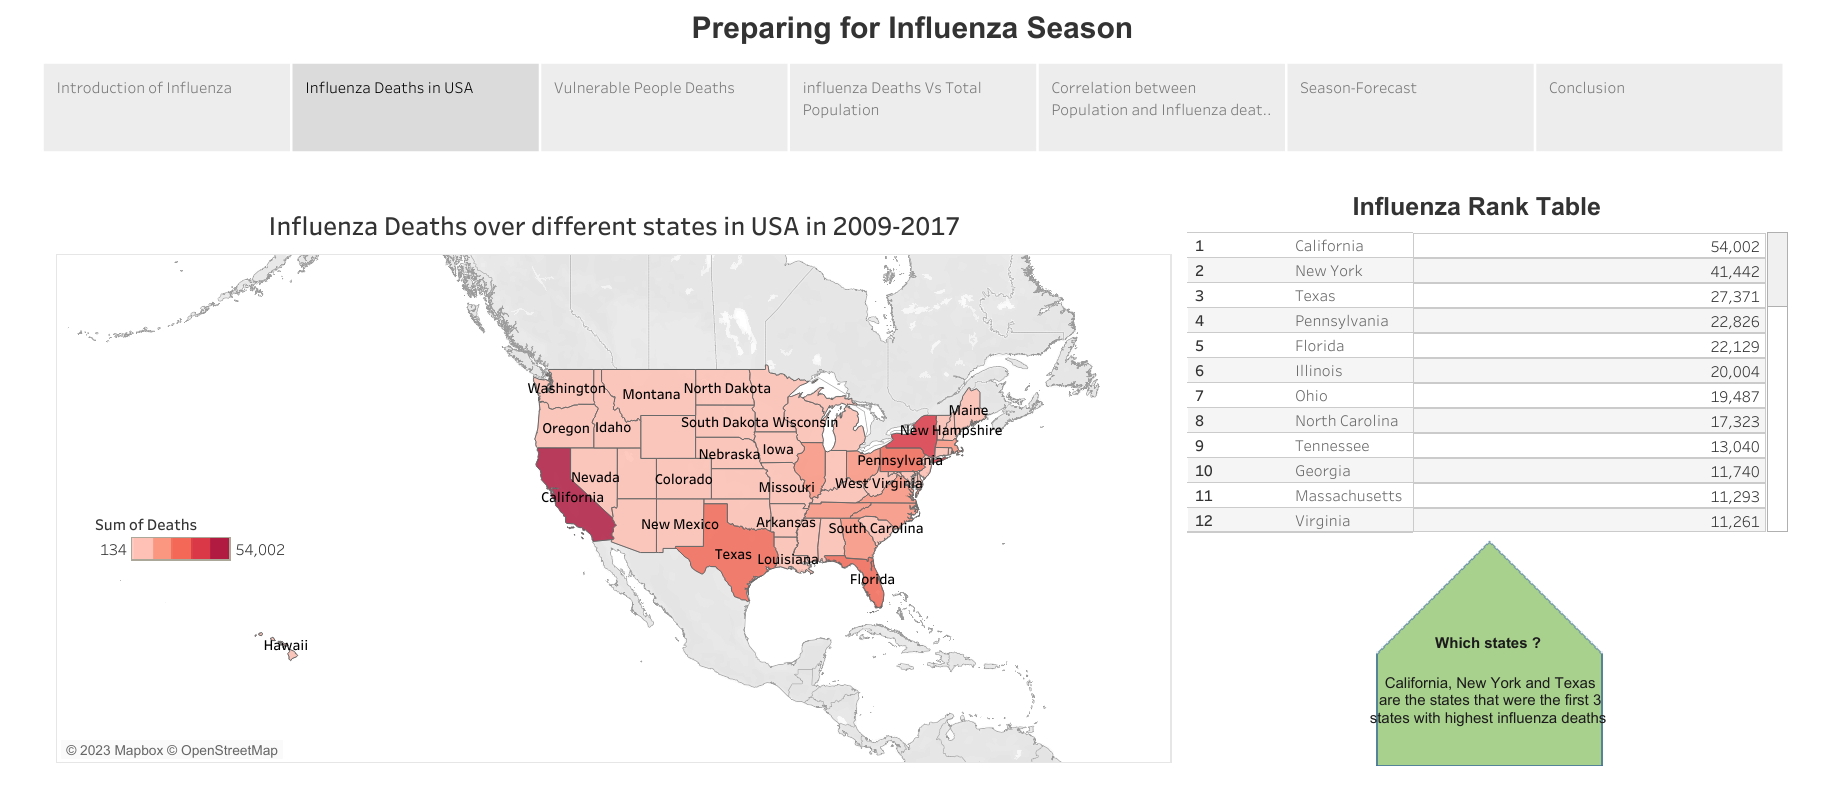 Preparing for Influenza Season
Introduction of Influenza
Influenza Deaths in USA
Vulnerable People Deaths
influenza Deaths Vs Total
Population
Correlation between
Population and Influenza deat..
Season-Forecast
Conclusion
Influenza Deaths over different states in USA in 2009-2017
Washington
Montana
North Dakota
Oregon
Idaho
South Dakota
Wisconsin
Maine
New Hampshire
Nebraska
Iowa
Pennsylvania
Nevada
Colorado
Missouri
West Virginia
California
New Mexico
Arkansas
South Carolina
Texas
Louisiana
Florida
Hawaii
Sum of Deaths
134
54,002
© 2023 Mapbox © OpenStreetMap
Influenza Rank Table
1 California 54,002
2 New York 41,442
3 Texas 27,371
4 Pennsylvania 22,826
5 Florida 22,129
6 Illinois 20,004
7 Ohio 19,487
8 North Carolina 17,323
9 Tennessee 13,040
10 Georgia 11,740
11 Massachusetts 11,293
12 Virginia 11,261
Which states ?
California, New York and Texas
are the states that were the first 3
states with highest influenza deaths